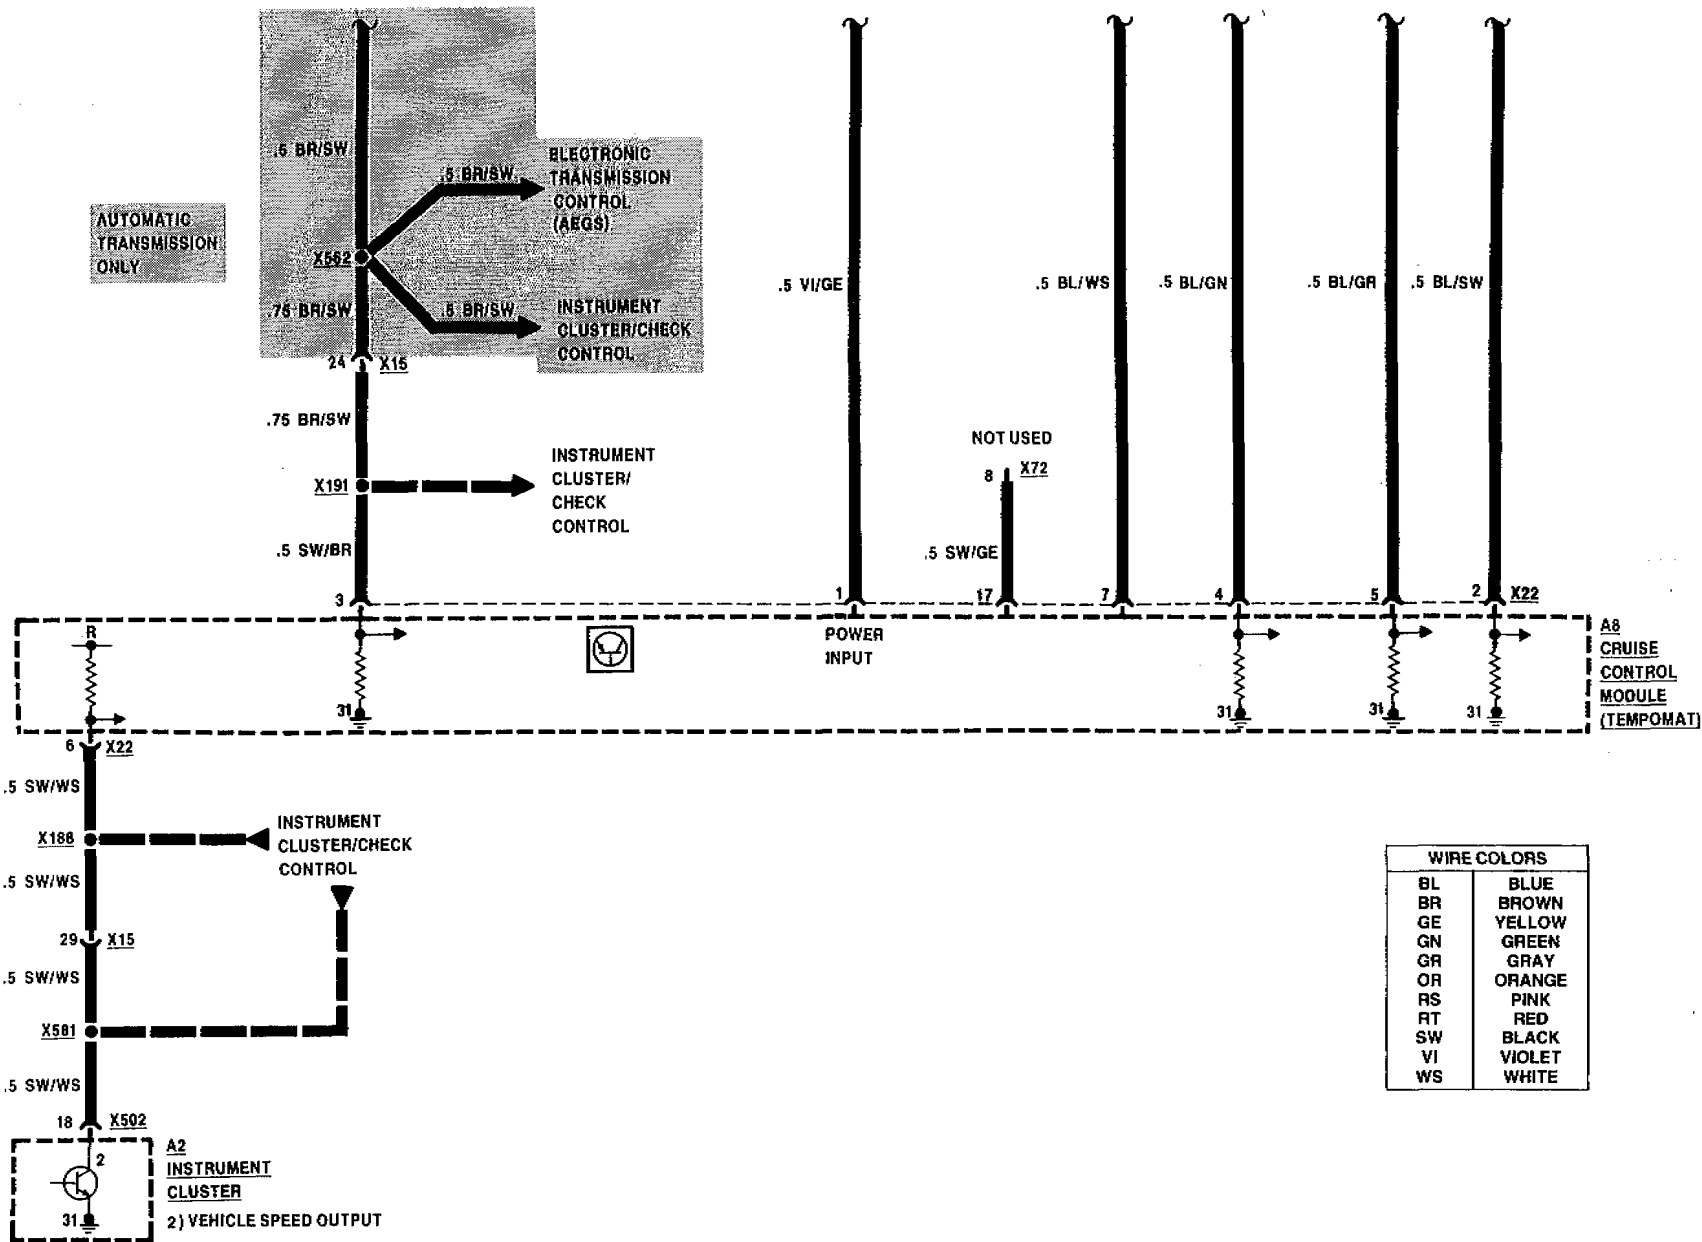 .5 BR/SW
.5 BR/SW
ELECTRONIC
TRANSMISSION
CONTROL
(AEGS)
AUTOMATIC
TRANSMISSION
ONLY
X562
.75 BR/SW
.5 BR/SW
INSTRUMENT
CLUSTER/CHECK
CONTROL
24
X15
.5 VI/GE
.5 BL/WS
.5 BL/GN
.5 BL/GR
.5 BL/SW
.75 BR/SW
X191
INSTRUMENT
CLUSTER/
CHECK
CONTROL
NOT USED
8
X72
.5 SW/BR
.5 SW/GE
3
1
17
7
4
5
2
X22
R
31
POWER
INPUT
31
31
31
A8
CRUISE
CONTROL
MODULE
(TEMPOMAT)
6
X22
.5 SW/WS
X188
INSTRUMENT
CLUSTER/CHECK
CONTROL
.5 SW/WS
29
X15
.5 SW/WS
X581
.5 SW/WS
18
X502
2
31
A2
INSTRUMENT
CLUSTER
2) VEHICLE SPEED OUTPUT
WIRE COLORS
BL BLUE
BR BROWN
GE YELLOW
GN GREEN
GR GRAY
OR ORANGE
RS PINK
RT RED
SW BLACK
VI VIOLET
WS WHITE